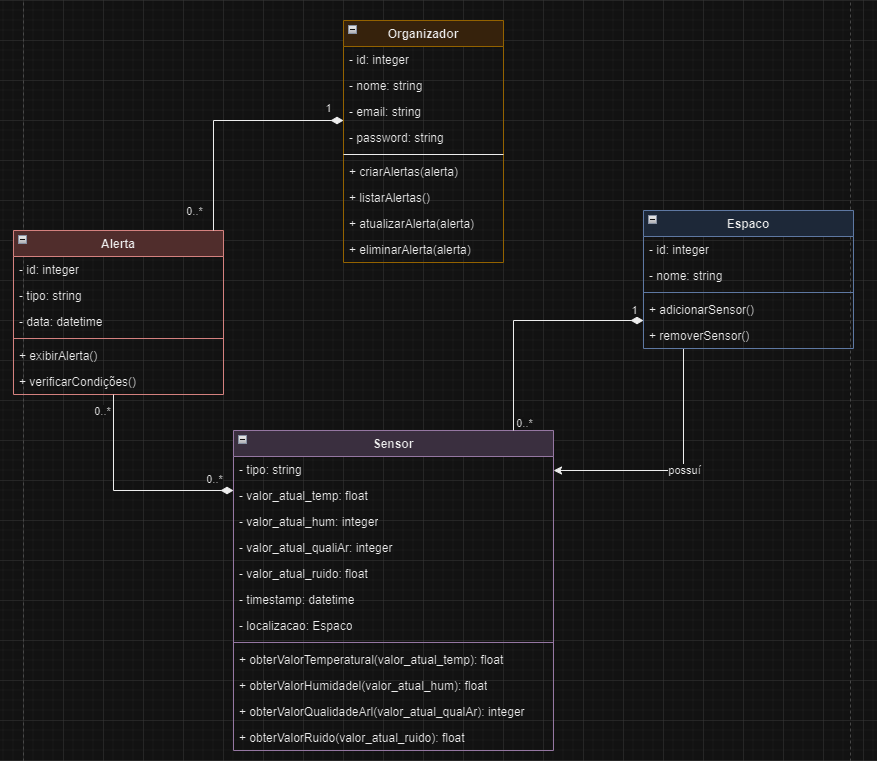 Organizador
- id: integer
- nome: string
- email: string
- password: string
+ criarAlertas(alerta)
+ listarAlertas()
+ atualizarAlerta(alerta)
+ eliminarAlerta(alerta)
1
0..*
Alerta
- id: integer
- tipo: string
- data: datetime
+ exibirAlerta()
+ verificarCondições()
0..*
0..*
Espaco
- id: integer
- nome: string
+ adicionarSensor()
+ removerSensor()
1
0..*
possuí
Sensor
- tipo: string
- valor_atual_temp: float
- valor_atual_hum: integer
- valor_atual_qualiAr: integer
- valor_atual_ruido: float
- timestamp: datetime
- localizacao: Espaco
+ obterValorTemperatural(valor_atual_temp): float
+ obterValorHumidadel(valor_atual_hum): float
+ obterValorQualidadeArl(valor_atual_qualAr): integer
+ obterValorRuido(valor_atual_ruido): float